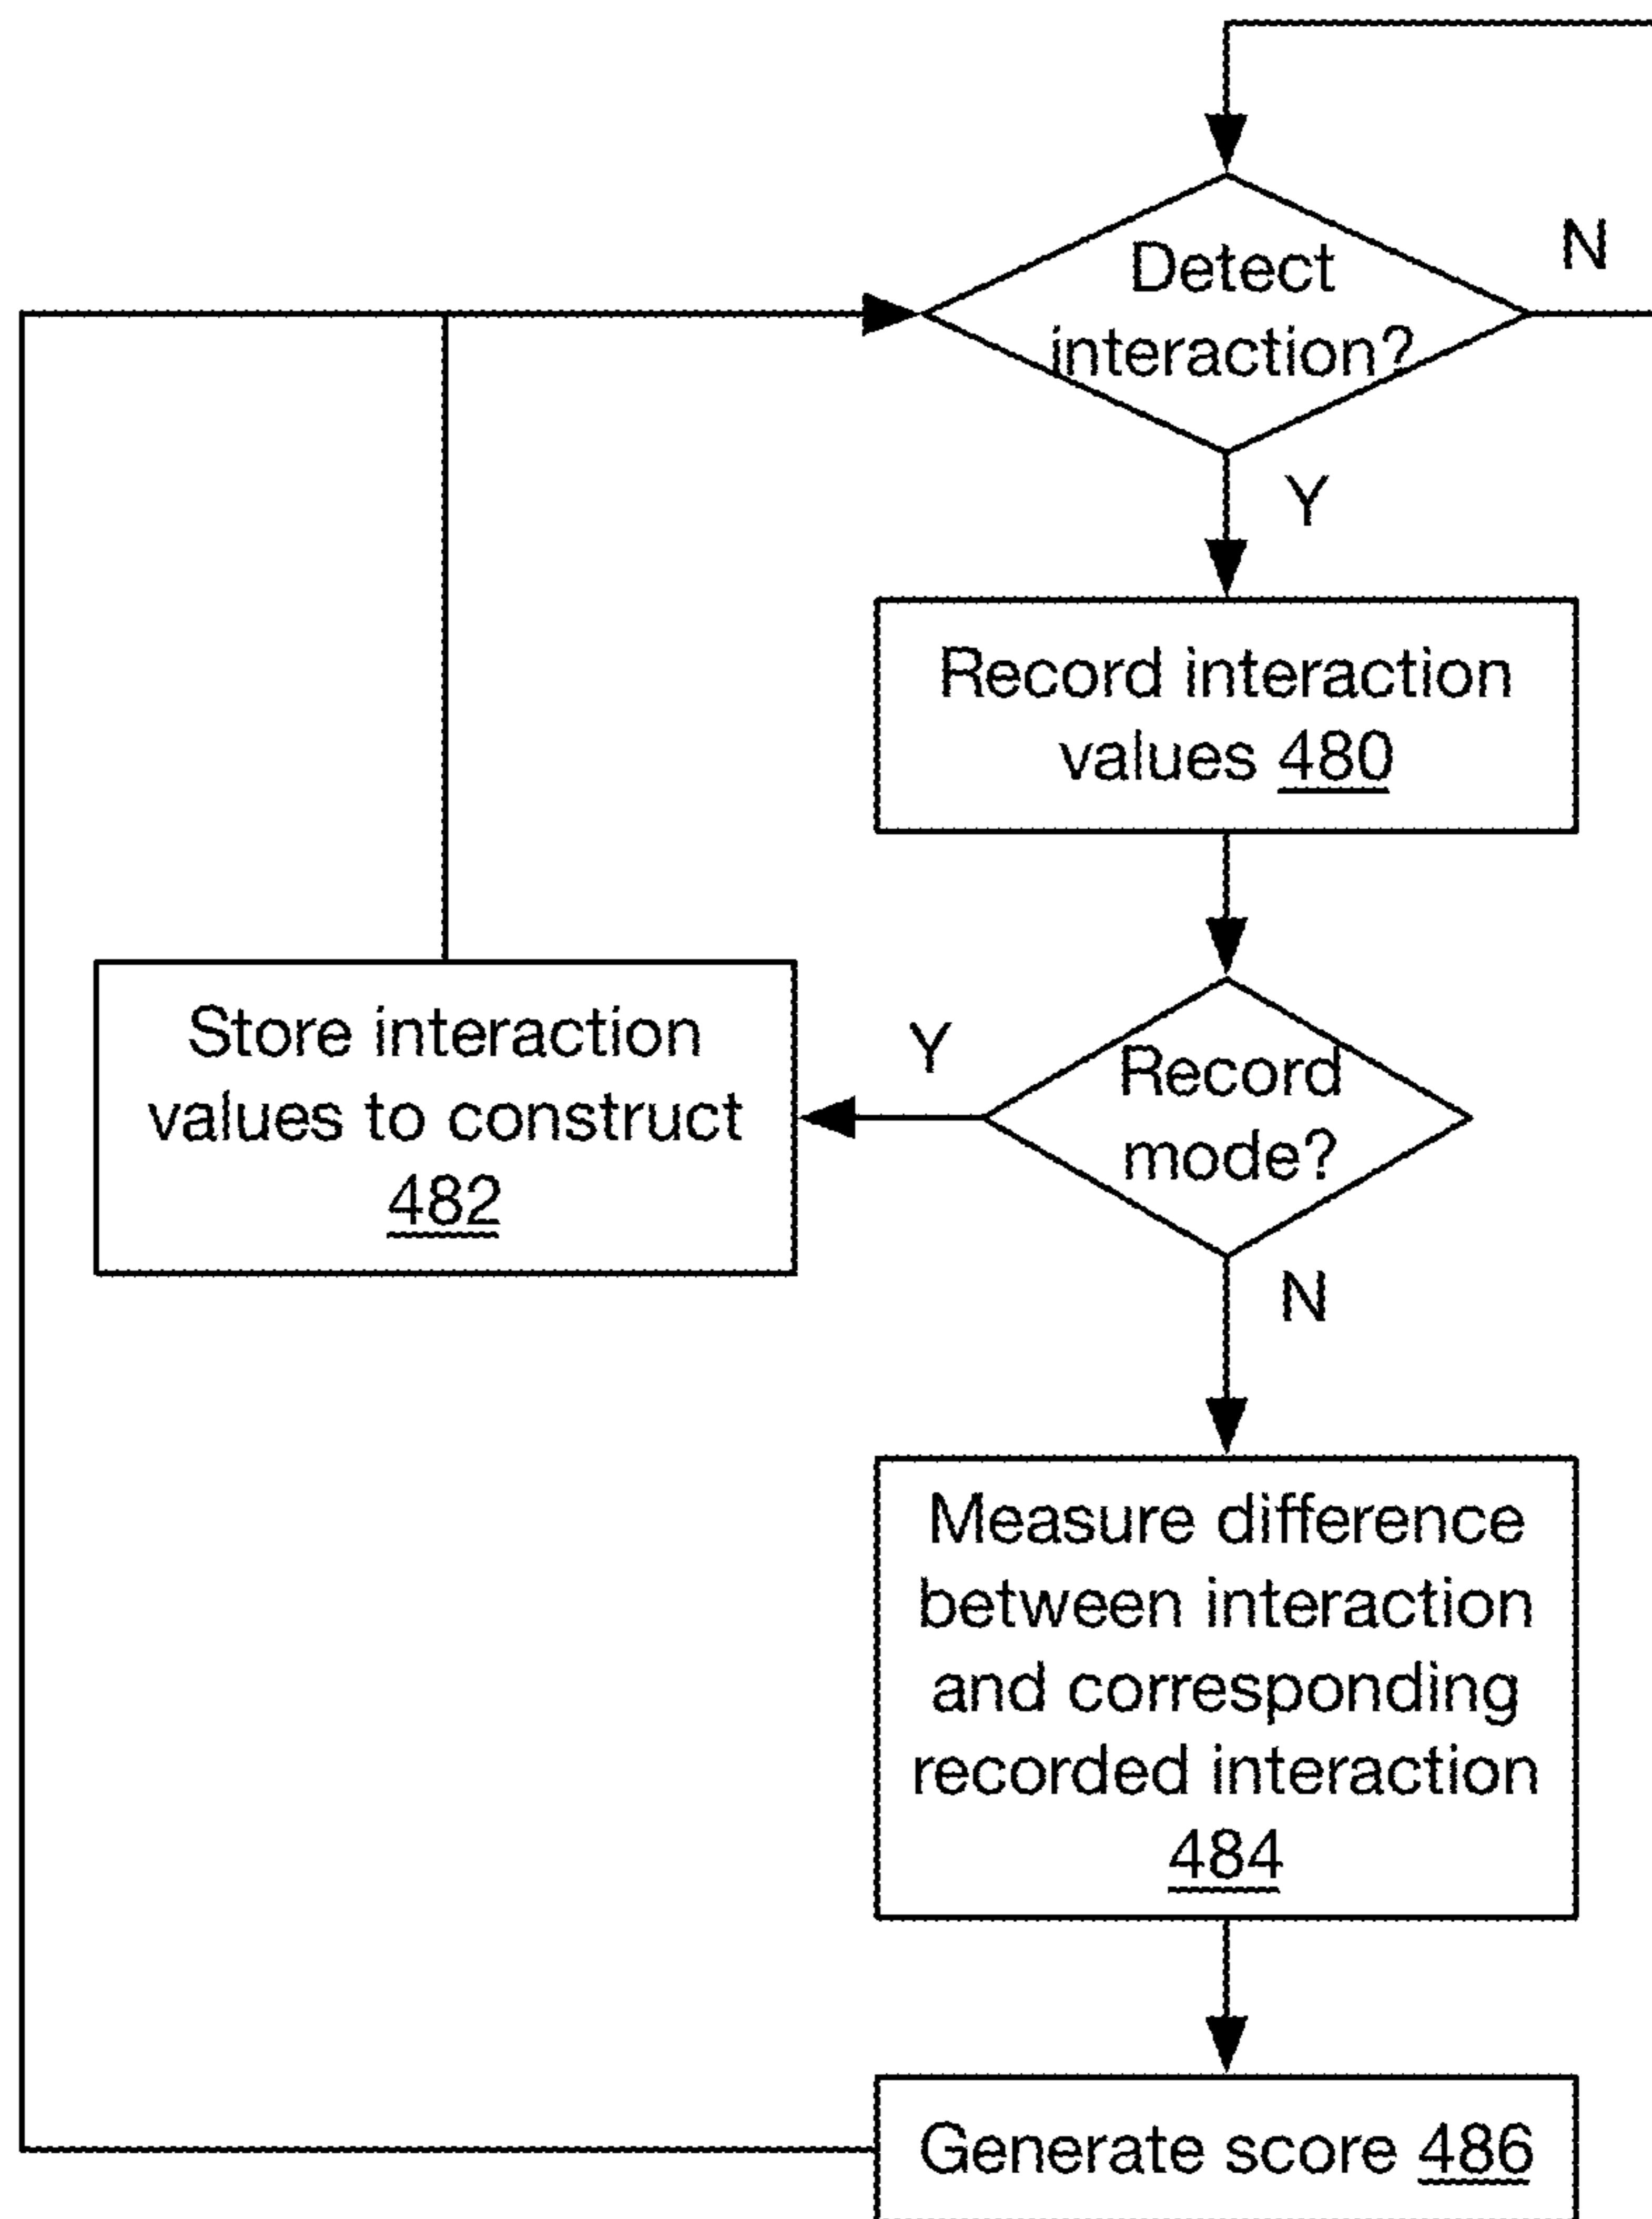 Detect
interaction?
N
Y
Record interaction
values 480
Record
mode?
Y
Store interaction
values to construct
482
N
Measure difference
between interaction
and corresponding
recorded interaction
484
Generate score 486